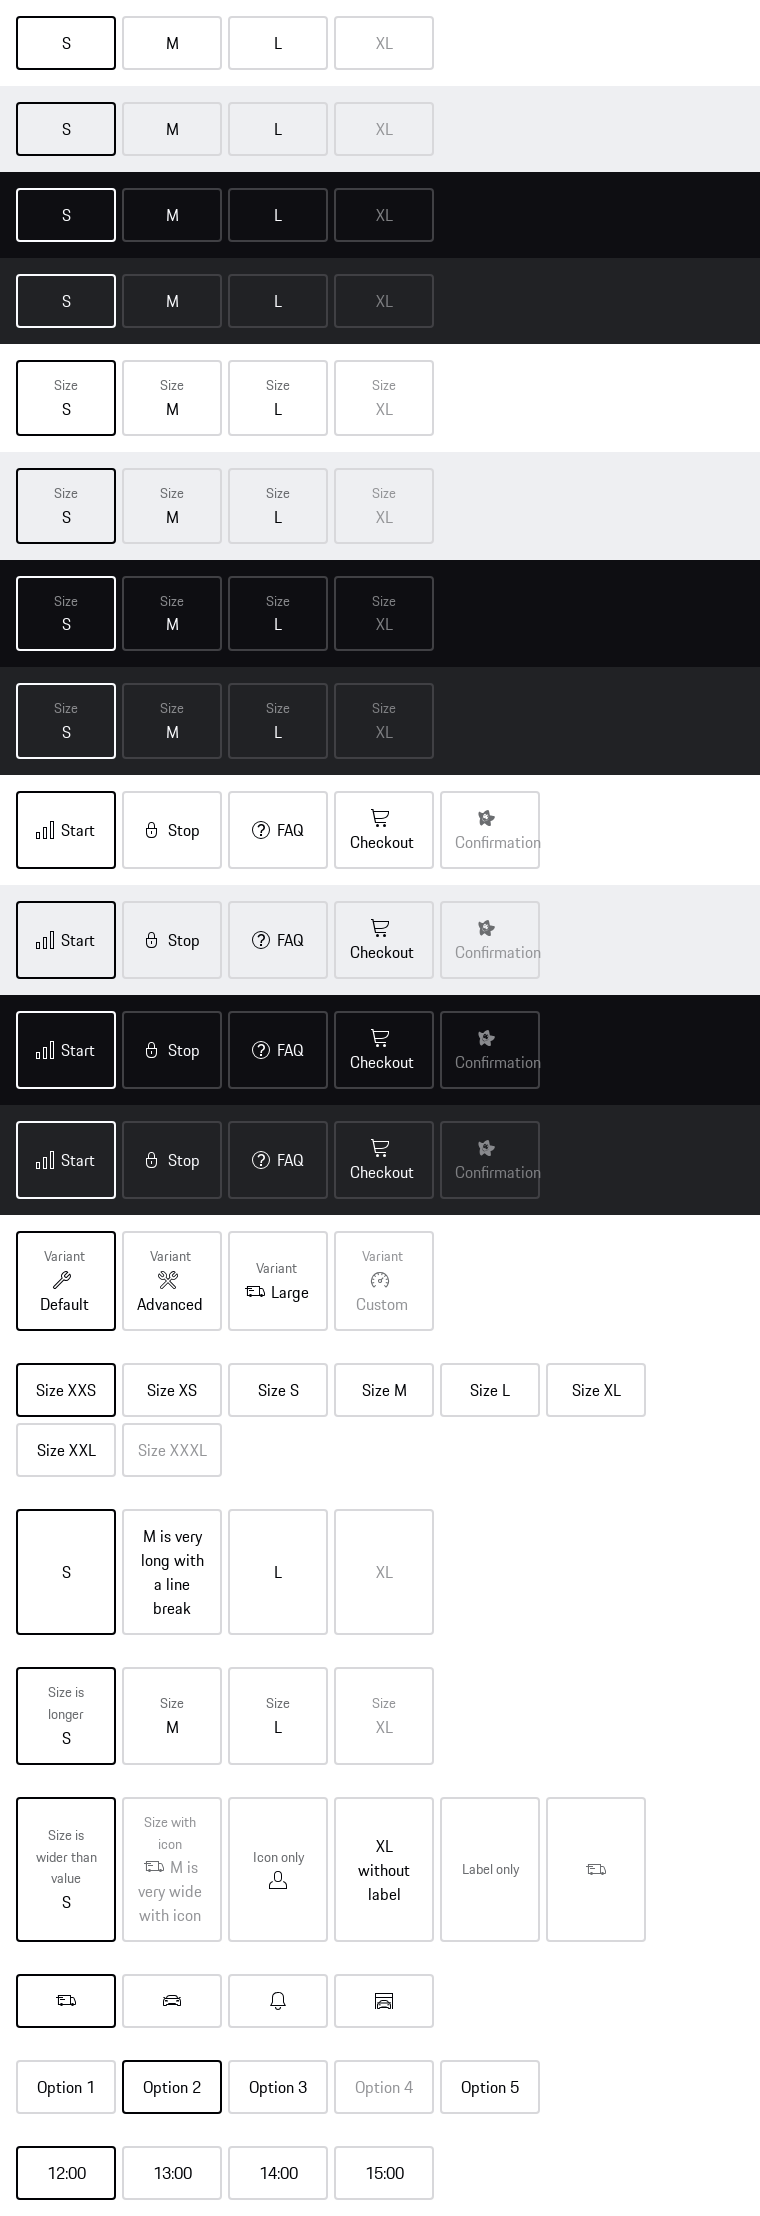 S M L XL
S M L XL
S M L XL
S M L XL
Size Size Size Size
S M L XL
Size Size Size Size
S M L XL
Size Size Size Size
S M L XL
Size Size Size Size
S M L XL
Start Stop FAQ Checkout Confirmation
Start Stop FAQ Checkout Confirmation
Start Stop FAQ Checkout Confirmation
Start Stop FAQ Checkout Confirmation
Variant Variant Variant Variant
Default Advanced Large Custom
Size XXS Size XS Size S Size M Size L Size XL
Size XXL Size XXXL
S
M is very
long with
a line
break
L
XL
Size is
longer
S
Size
M
Size
L
Size
XL
Size is
wider than
value
S
Size with
icon
M is
very wide
with icon
Icon only
XL
without
label
Label only
Option 1 Option 2 Option 3 Option 4 Option 5
12:00 13:00 14:00 15:00